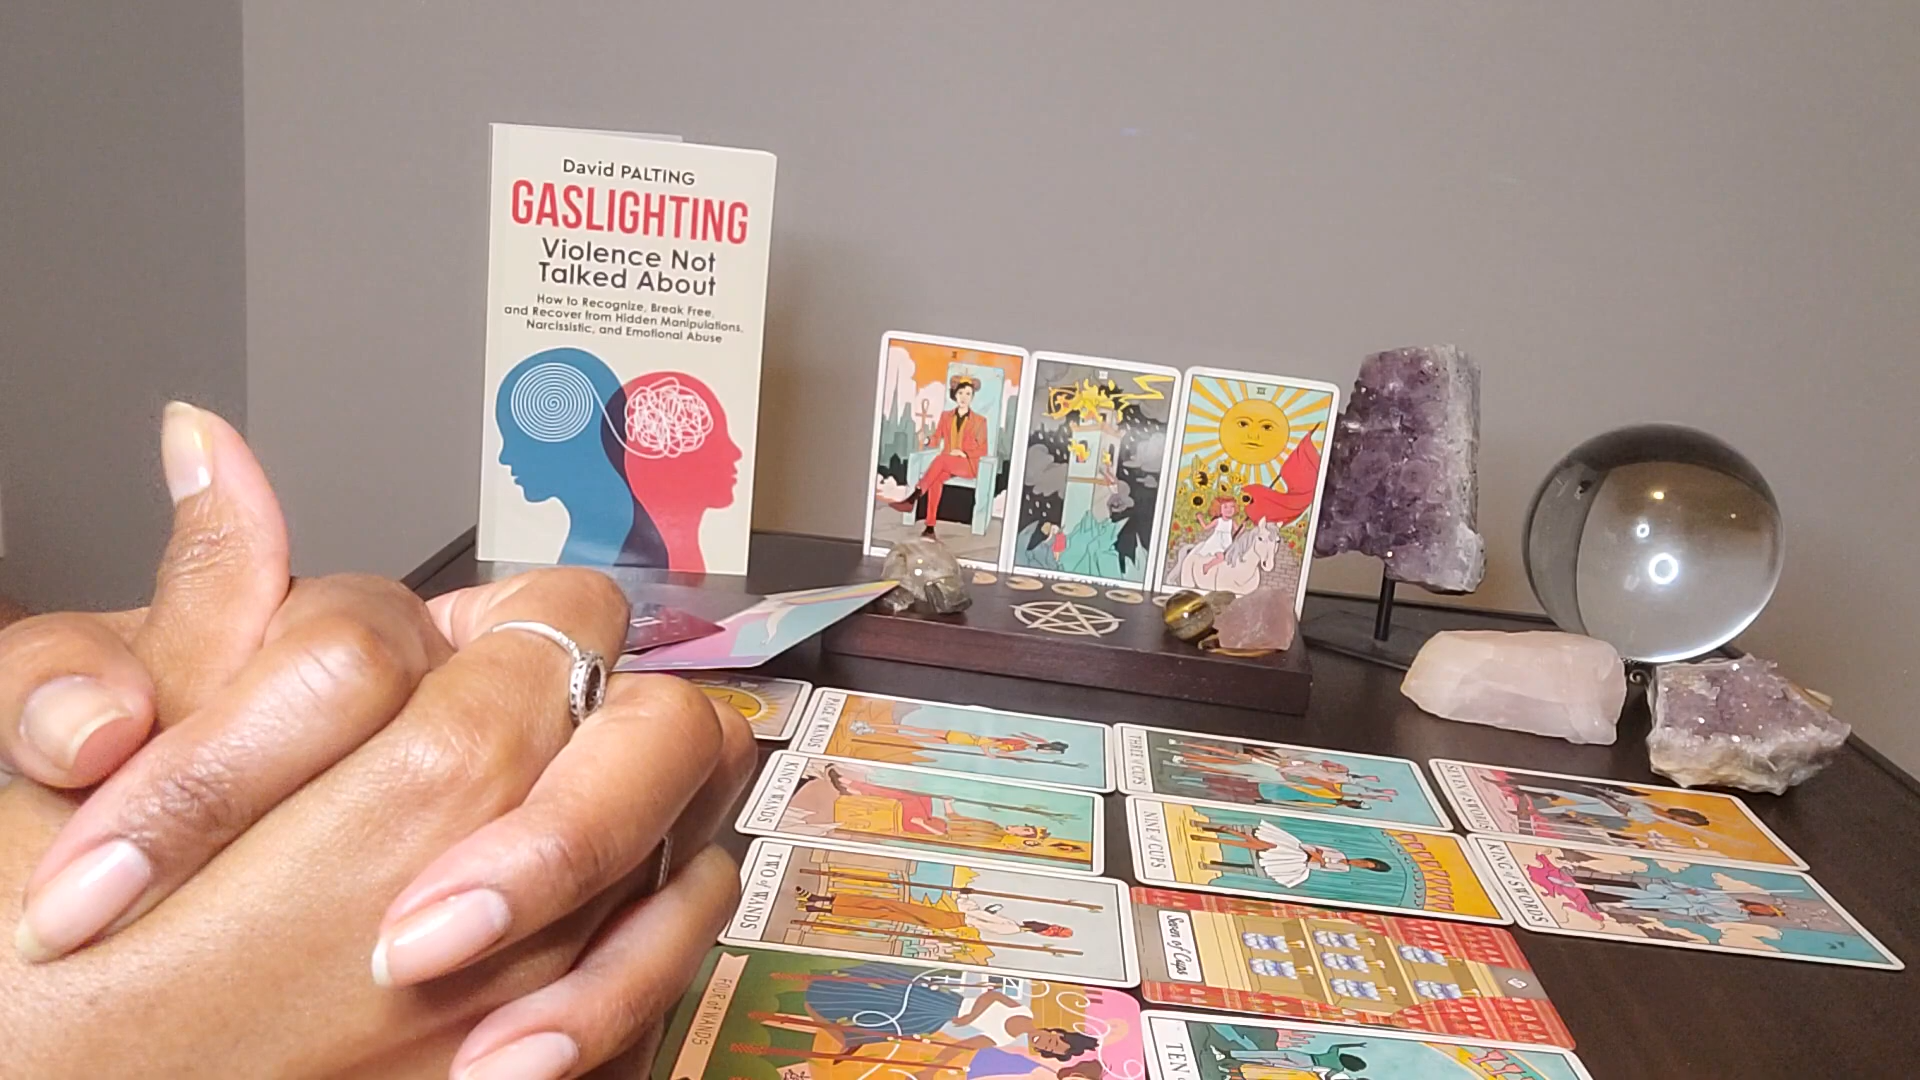 David PALTING
GASLIGHTING
Violence Not
Talked About
How to Recognize, Break Free,
and Recover from Hidden Manipulations,
Narcissistic, and Emotional Abuse
PAGE of WANDS
THREE of CUPS
SEVEN of SWORDS
KING of WANDS
NINE of CUPS
KING of SWORDS
TWO of WANDS
Seven of Cups
FOUR of WANDS
TEN